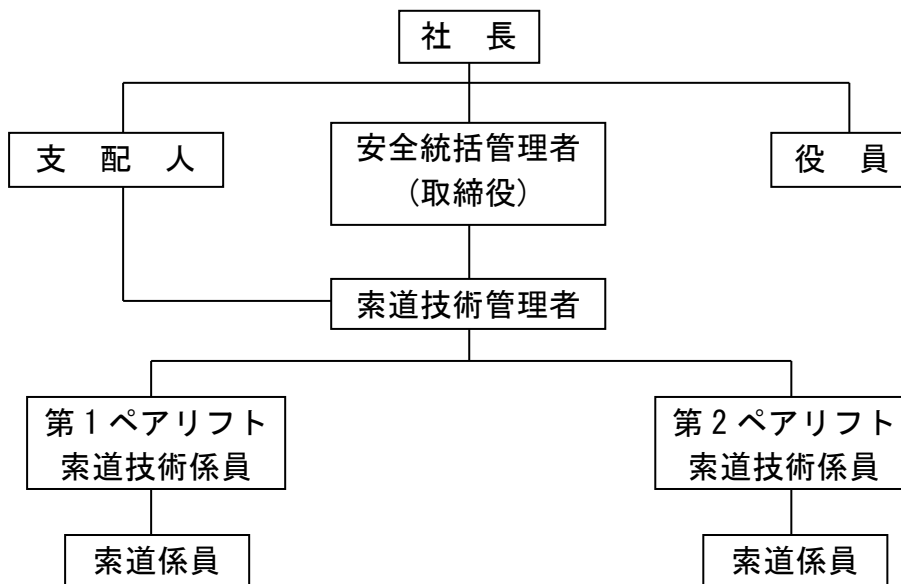 社　長
支　配　人
安全統括管理者
(取締役)
役　員
索道技術管理者
第1ペアリフト
索道技術係員
第2ペアリフト
索道技術係員
索道係員
索道係員